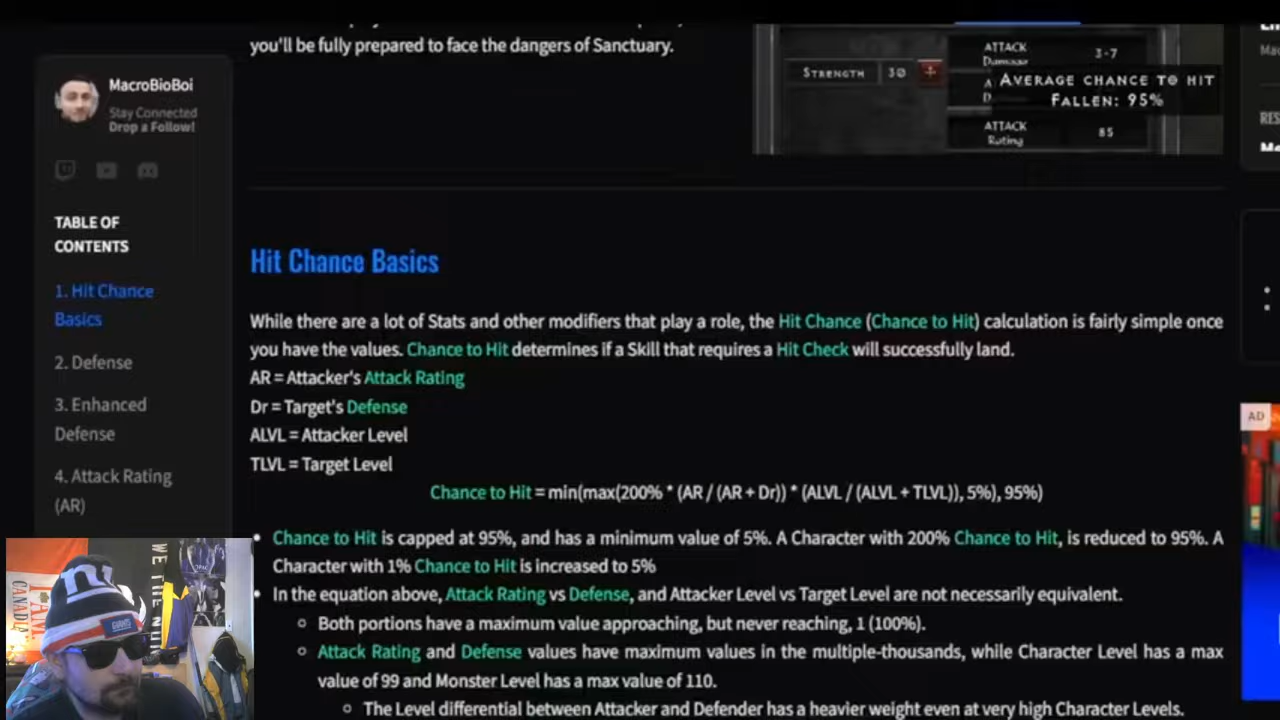 you'll be fully prepared to face the dangers of Sanctuary.
MacroBioBoi
Stay Connected
Drop a Follow!
TABLE OF
CONTENTS
1. Hit Chance
Basics
2. Defense
3. Enhanced
Defense
4. Attack Rating
(AR)
STRENGTH 30
ATTACK
Damage
3-7
AVERAGE CHANCE TO HIT
FALLEN: 95%
ATTACK
Rating
85
Hit Chance Basics
While there are a lot of Stats and other modifiers that play a role, the Hit Chance (Chance to Hit) calculation is fairly simple once
you have the values. Chance to Hit determines if a Skill that requires a Hit Check will successfully land.
AR = Attacker's Attack Rating
Dr = Target's Defense
ALVL = Attacker Level
TLVL = Target Level
Chance to Hit = min(max(200% * (AR / (AR + Dr)) * (ALVL / (ALVL + TLVL)), 5%), 95%)
Chance to Hit is capped at 95%, and has a minimum value of 5%. A Character with 200% Chance to Hit, is reduced to 95%. A
Character with 1% Chance to Hit is increased to 5%
In the equation above, Attack Rating vs Defense, and Attacker Level vs Target Level are not necessarily equivalent.
Both portions have a maximum value approaching, but never reaching, 1 (100%).
Attack Rating and Defense values have maximum values in the multiple-thousands, while Character Level has a max
value of 99 and Monster Level has a max value of 110.
The Level differential between Attacker and Defender has a heavier weight even at very high Character Levels.
AD
WE THE
CANADA
GIANTS